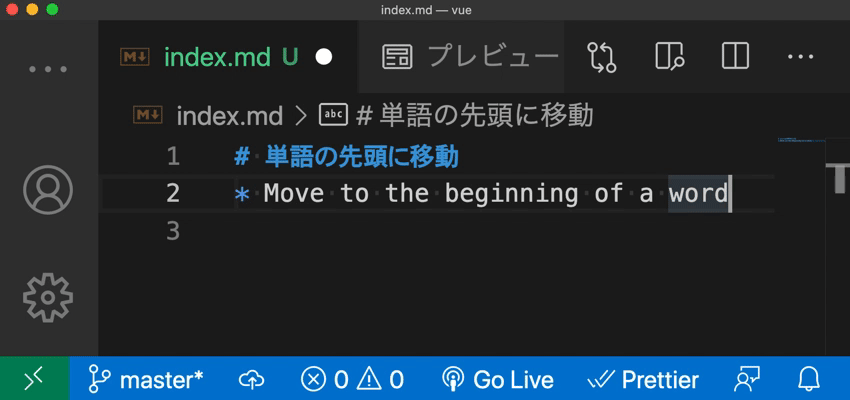 index.md — vue
index.md U プレビュー
index.md > abc # 単語の先頭に移動
1 # 単語の先頭に移動
2 * Move to the beginning of a word
3
master* 0 0 Go Live Prettier